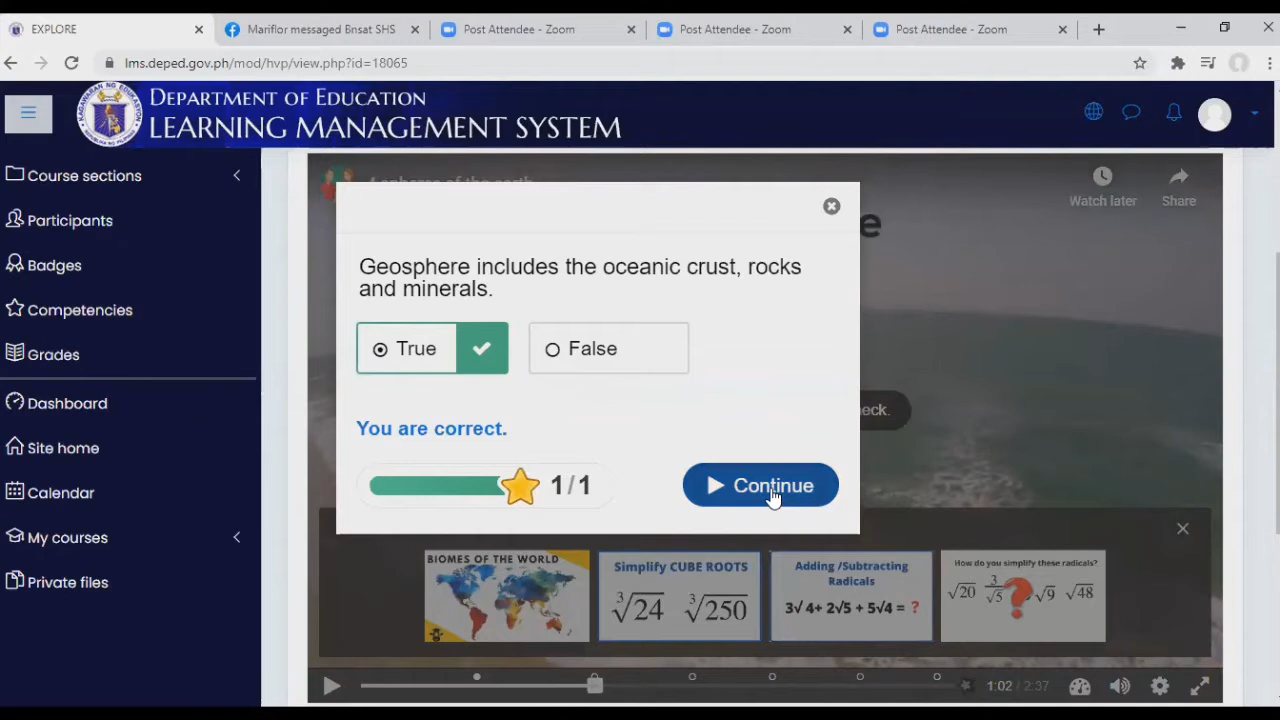 EXPLORE
Mariflor messaged Bnsat SHS
Post Attendee - Zoom
Post Attendee - Zoom
Post Attendee - Zoom
lms.deped.gov.ph/mod/hvp/view.php?id=18065
DEPARTMENT OF EDUCATION
LEARNING MANAGEMENT SYSTEM
Course sections
Participants
Badges
Competencies
Grades
Dashboard
Site home
Calendar
My courses
Private files
Watch later
Share
Geosphere includes the oceanic crust, rocks
and minerals.
True
False
You are correct.
1/1
Continue
BIOMES OF THE WORLD
Simplify CUBE ROOTS
∛24 ∛250
Adding /Subtracting
Radicals
3√4+ 2√5 + 5√4 = ?
How do you simplify these radicals?
√20 3/√5 ? √9 √48
1:02 / 2:37